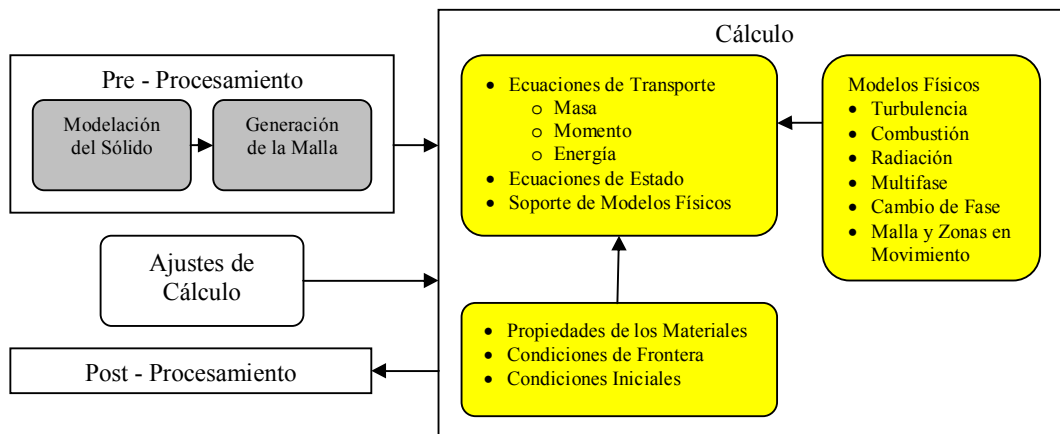 Pre - Procesamiento
Modelación
del Sólido
Generación
de la Malla
Ajustes de
Cálculo
Post - Procesamiento
Cálculo
• Ecuaciones de Transporte
o Masa
o Momento
o Energía
• Ecuaciones de Estado
• Soporte de Modelos Físicos
Modelos Físicos
• Turbulencia
• Combustión
• Radiación
• Multifase
• Cambio de Fase
• Malla y Zonas en
Movimiento
• Propiedades de los Materiales
• Condiciones de Frontera
• Condiciones Iniciales